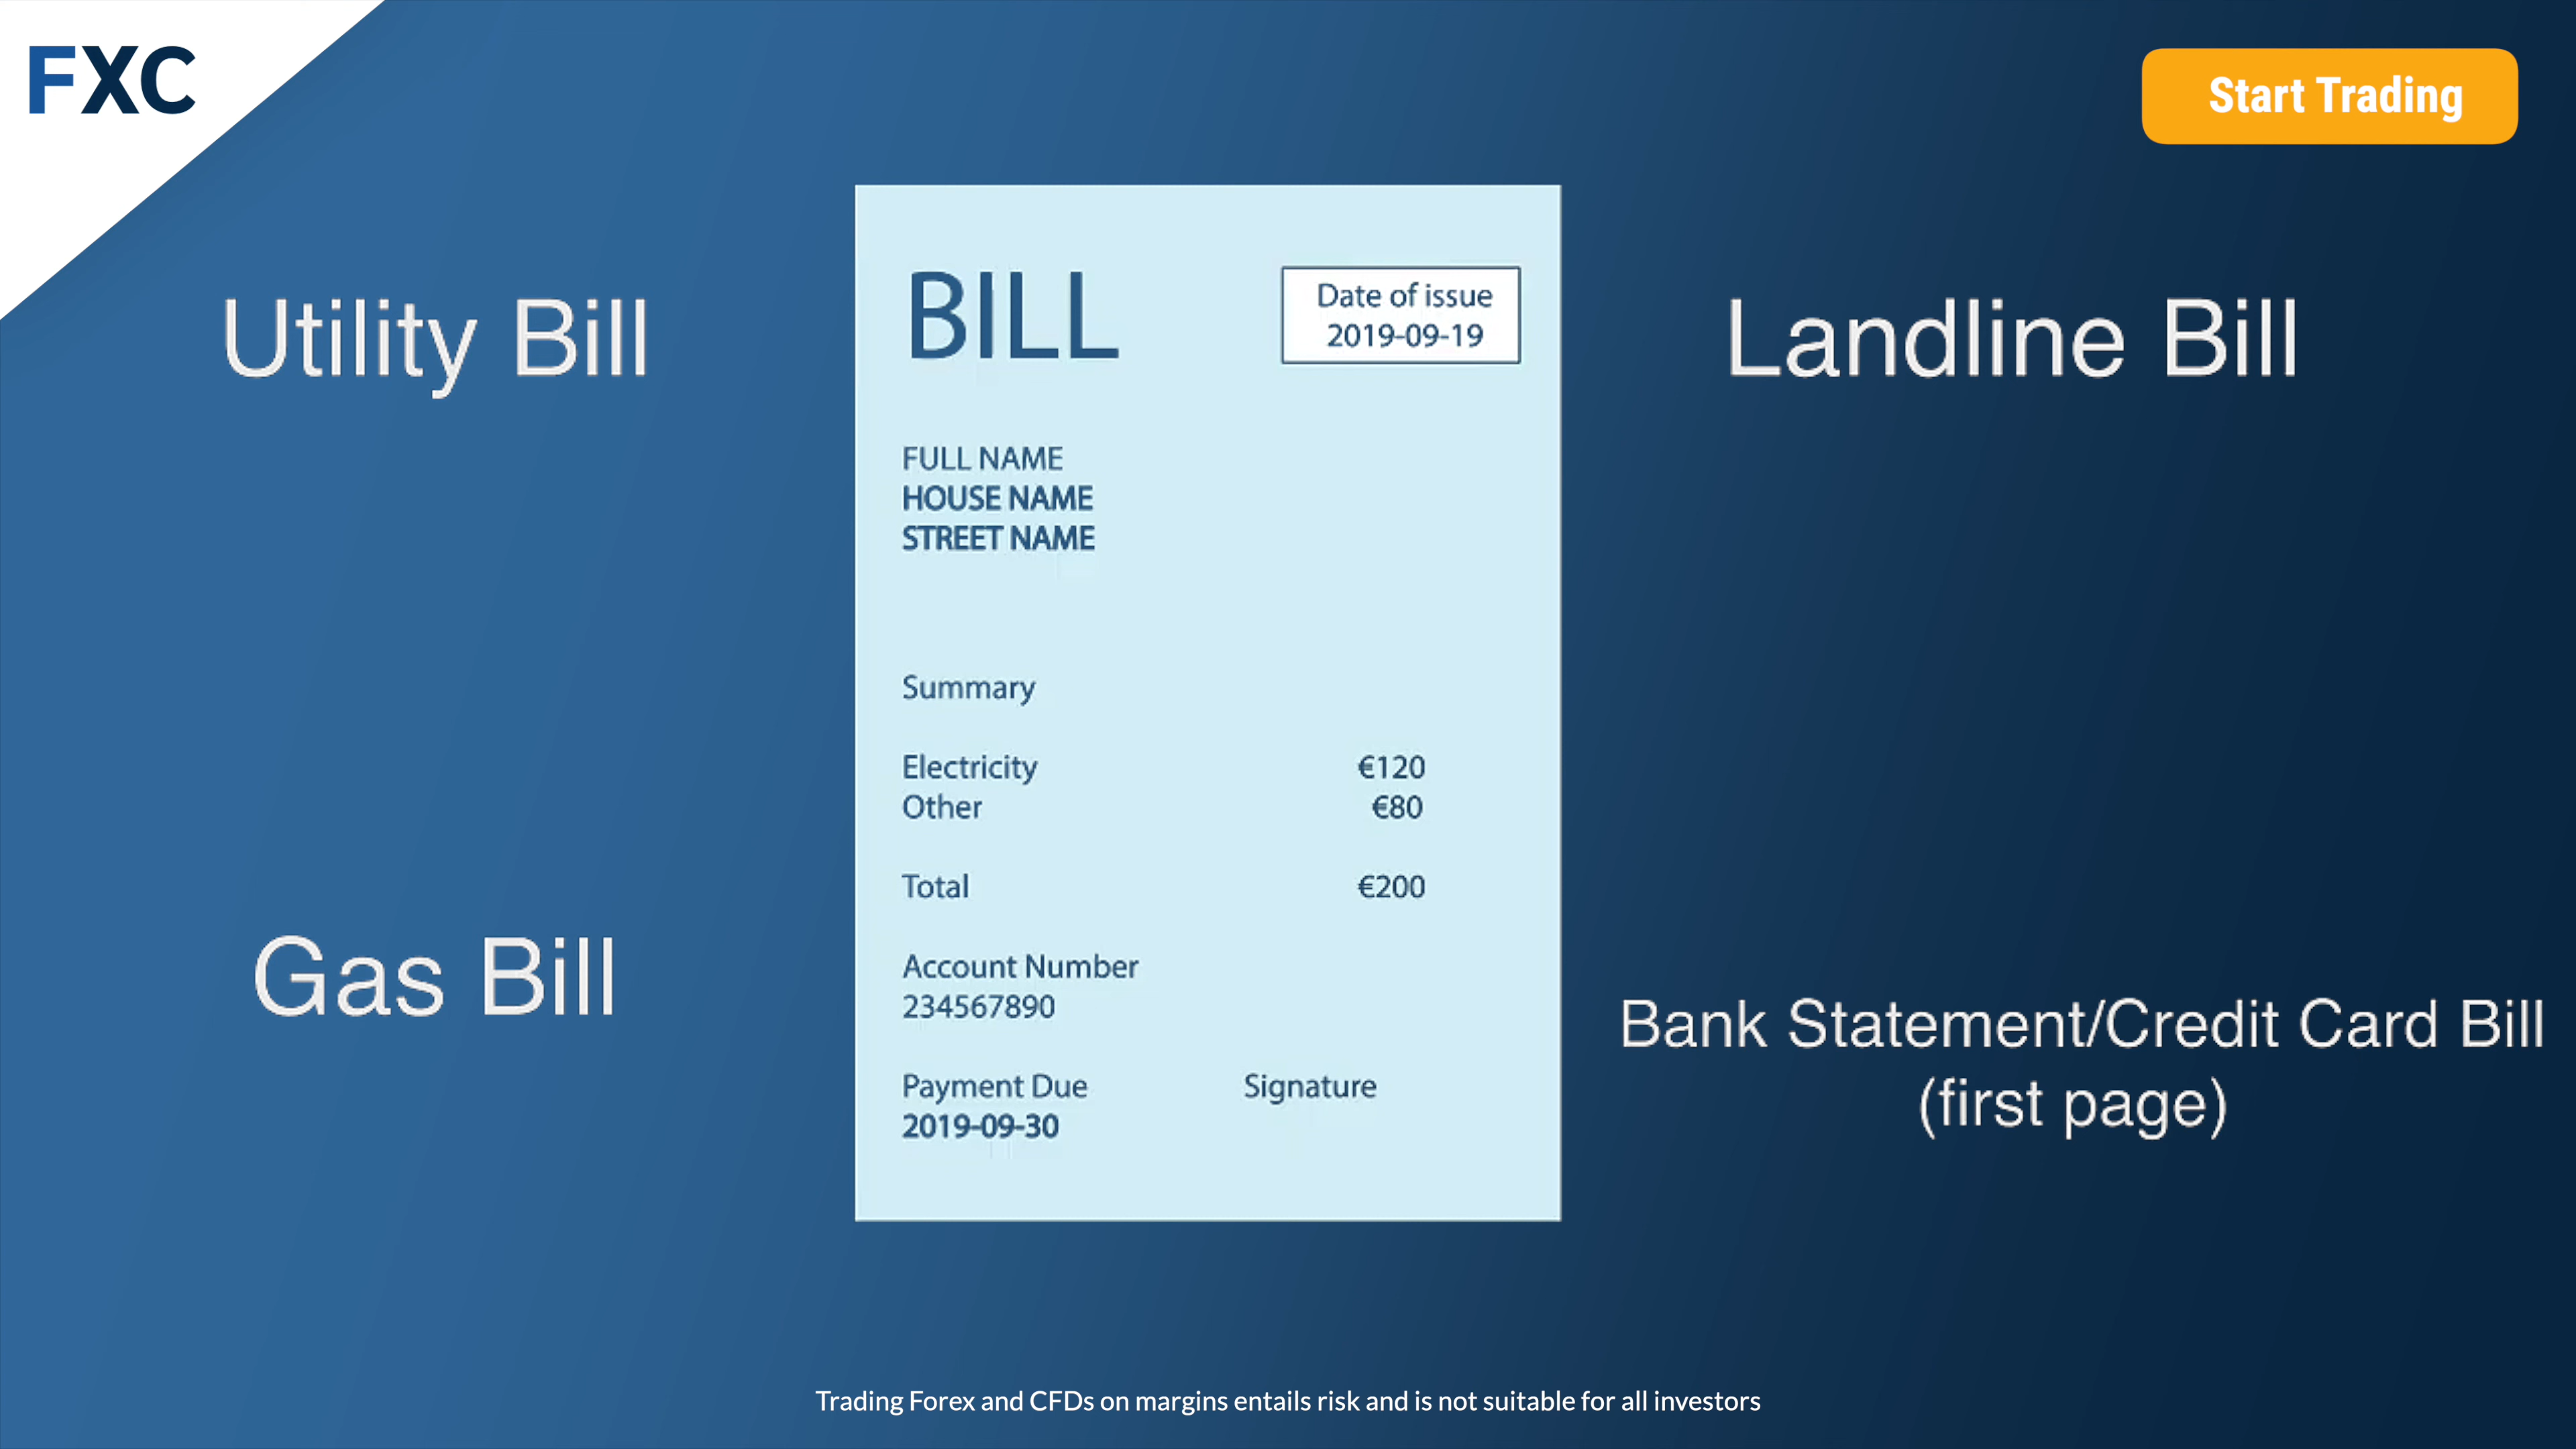 FXC
Start Trading
Utility Bill
Landline Bill
BILL
Date of issue
2019-09-19
FULL NAME
HOUSE NAME
STREET NAME
Summary
Electricity €120
Other €80
Total €200
Account Number
234567890
Payment Due Signature
2019-09-30
Gas Bill
Bank Statement/Credit Card Bill
(first page)
Trading Forex and CFDs on margins entails risk and is not suitable for all investors